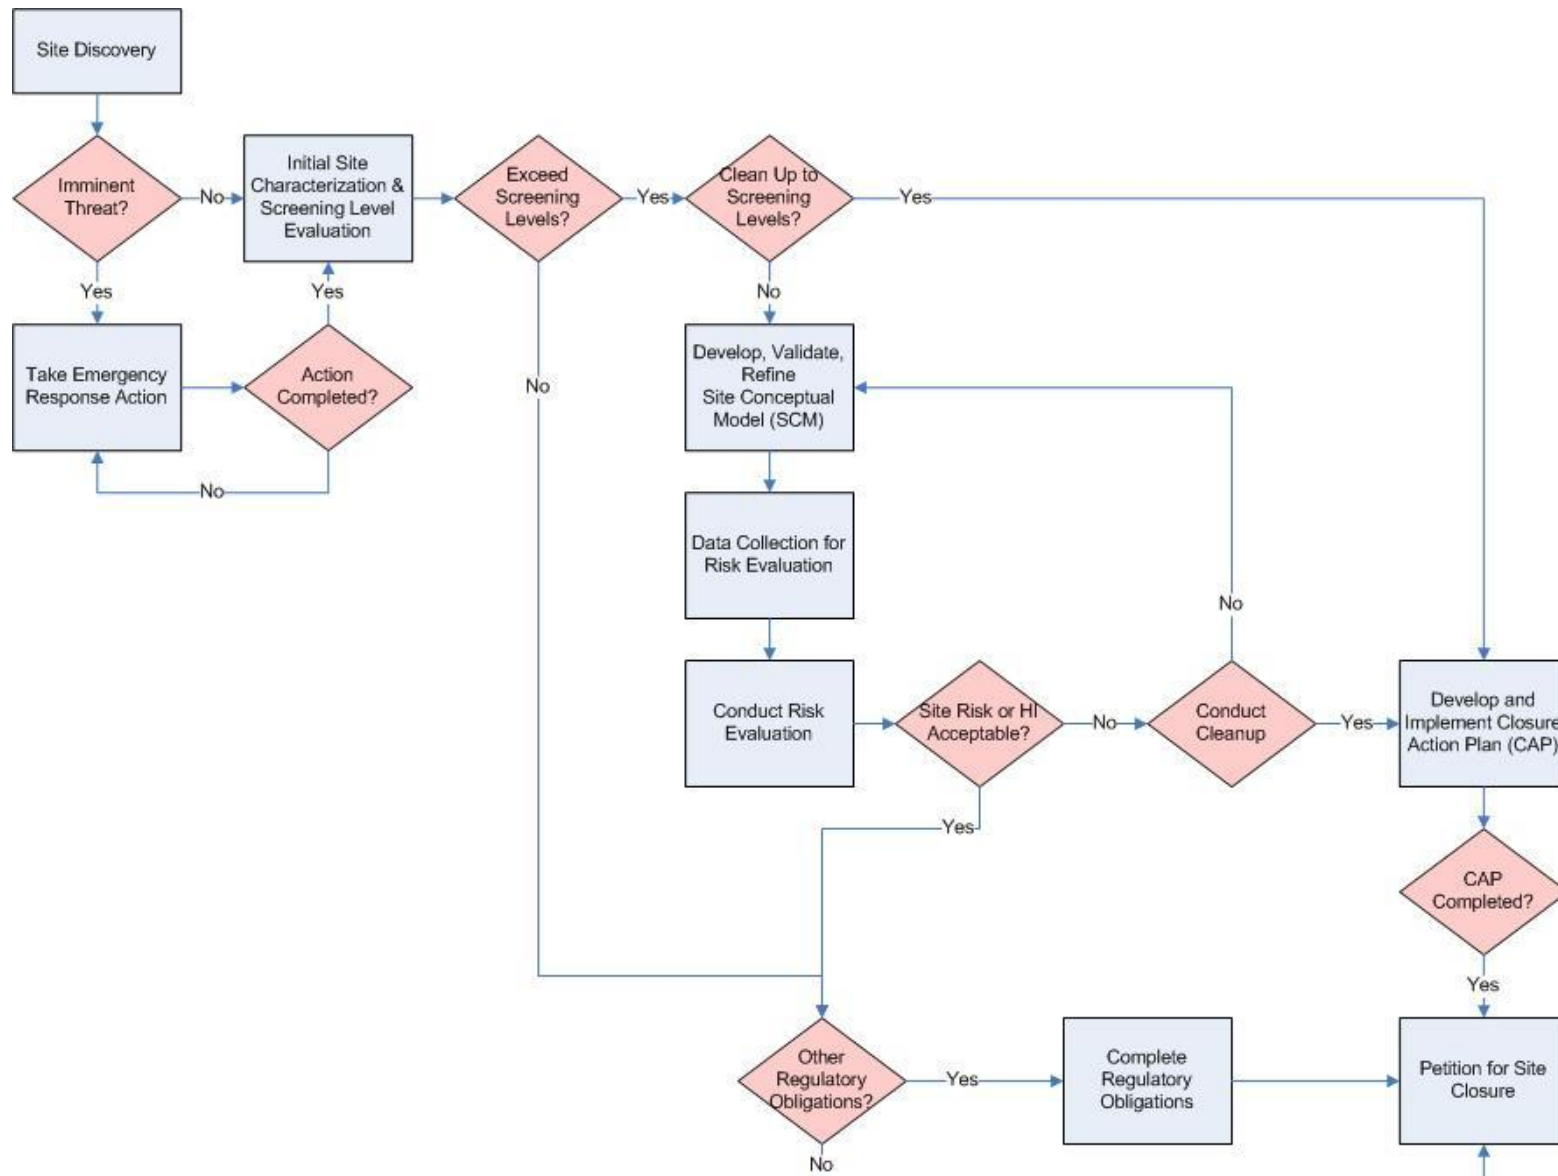 Site Discovery
Imminent
Threat?
No
Initial Site
Characterization &
Screening Level
Evaluation
Exceed
Screening
Levels?
Yes
Clean Up to
Screening
Levels?
Yes
Yes
Yes
No
Take Emergency
Response Action
Action
Completed?
No
No
Develop, Validate,
Refine
Site Conceptual
Model (SCM)
Data Collection for
Risk Evaluation
No
Conduct Risk
Evaluation
Site Risk or HI
Acceptable?
No
Conduct
Cleanup
Yes
Develop and
Implement Closure
Action Plan (CAP)
Yes
CAP
Completed?
Yes
Other
Regulatory
Obligations?
Yes
Complete
Regulatory
Obligations
Petition for Site
Closure
No